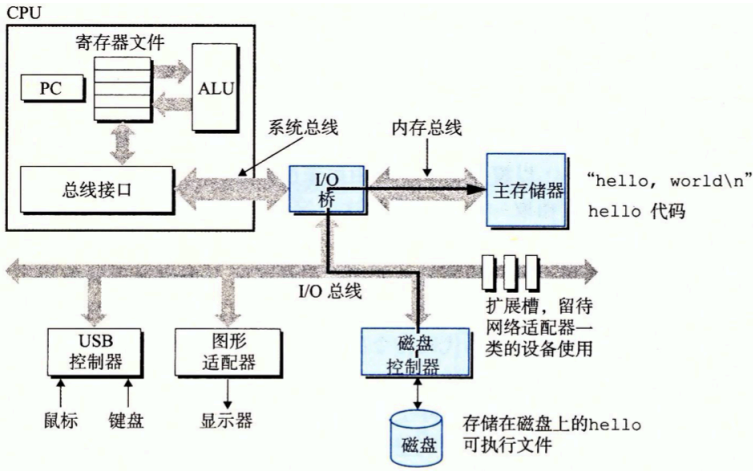 CPU
寄存器文件
PC
ALU
系统总线
内存总线
总线接口
I/O
桥
主存储器
“hello, world\n”
hello 代码
I/O 总线
扩展槽，留待
网络适配器一
类的设备使用
USB
控制器
图形
适配器
磁盘
控制器
鼠标
键盘
显示器
磁盘
存储在磁盘上的hello
可执行文件